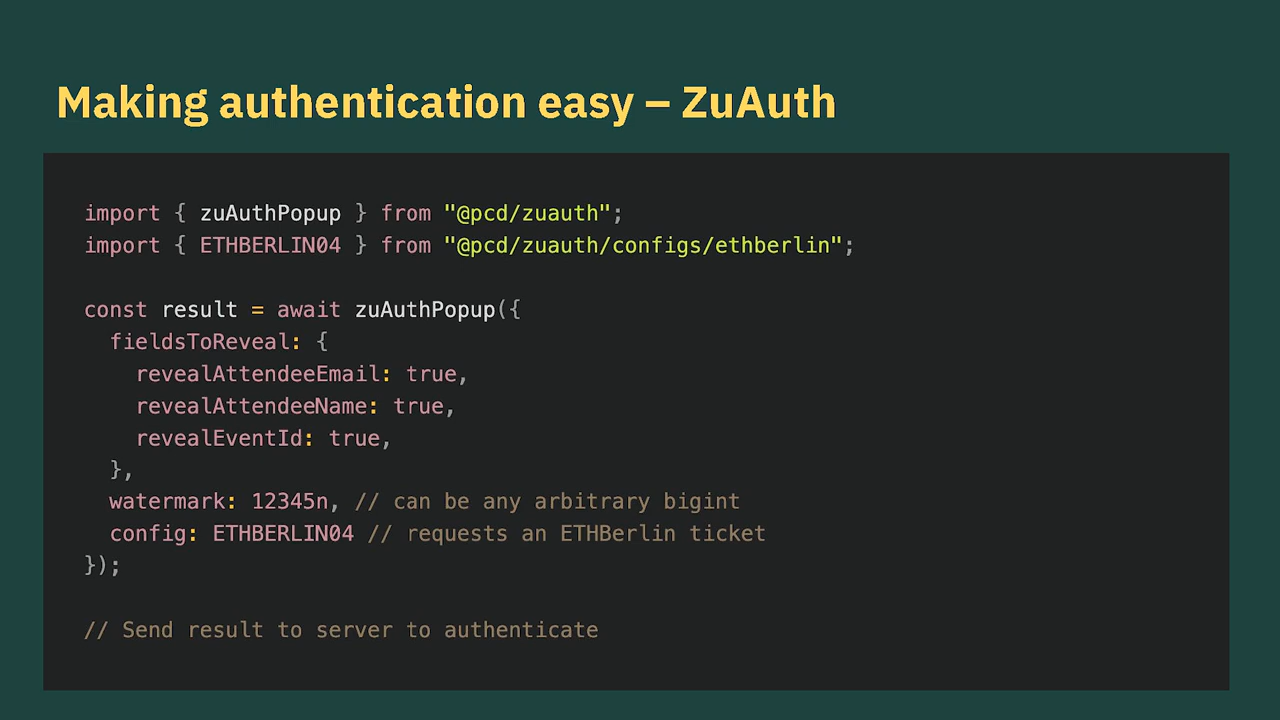 Making authentication easy – ZuAuth
import { zuAuthPopup } from "@pcd/zuauth";
import { ETHBERLIN04 } from "@pcd/zuauth/configs/ethberlin";
const result = await zuAuthPopup({
  fieldsToReveal: {
    revealAttendeeEmail: true,
    revealAttendeeName: true,
    revealEventId: true,
  },
  watermark: 12345n, // can be any arbitrary bigint
  config: ETHBERLIN04 // requests an ETHBerlin ticket
});
// Send result to server to authenticate